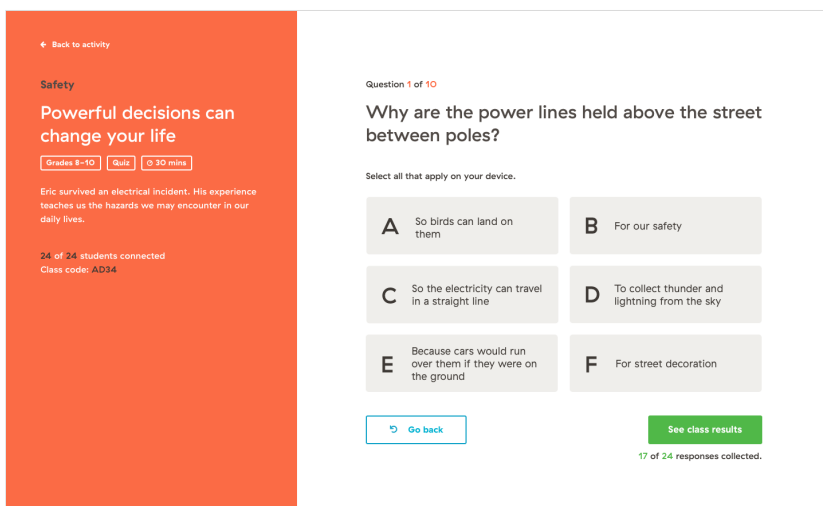 Back to activity
Safety
Powerful decisions can
change your life
Grades 8–10 Quiz 30 mins
Eric survived an electrical incident. His experience
teaches us the hazards we may encounter in our
daily lives.
24 of 24 students connected
Class code: AD34
Question 1 of 10
Why are the power lines held above the street
between poles?
Select all that apply on your device.
A So birds can land on
them
B For our safety
C So the electricity can travel
in a straight line
D To collect thunder and
lightning from the sky
E Because cars would run
over them if they were on
the ground
F For street decoration
Go back
See class results
17 of 24 responses collected.